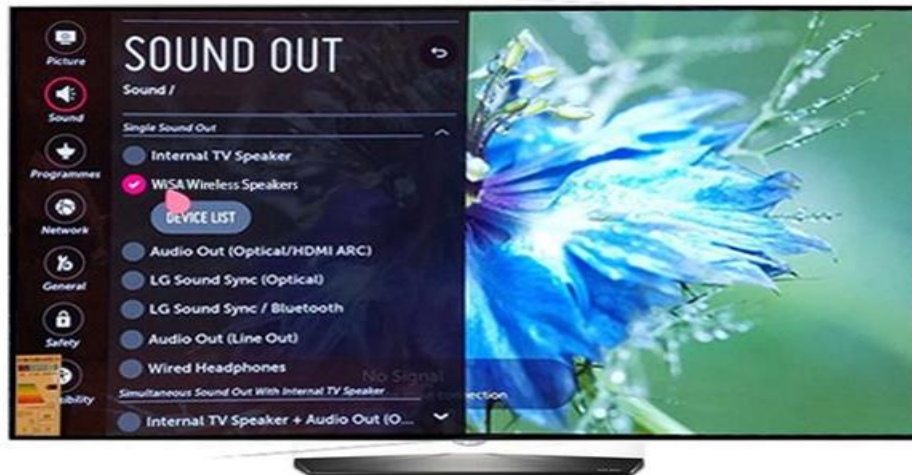 Picture
Sound
Programmes
Network
General
Safety
SOUND OUT
Sound /
Single Sound Out
Internal TV Speaker
WiSA Wireless Speakers
DEVICE LIST
Audio Out (Optical/HDMI ARC)
LG Sound Sync (Optical)
LG Sound Sync / Bluetooth
Audio Out (Line Out)
Wired Headphones
Simultaneous Sound Out With Internal TV Speaker
Internal TV Speaker + Audio Out (O...
No Signal